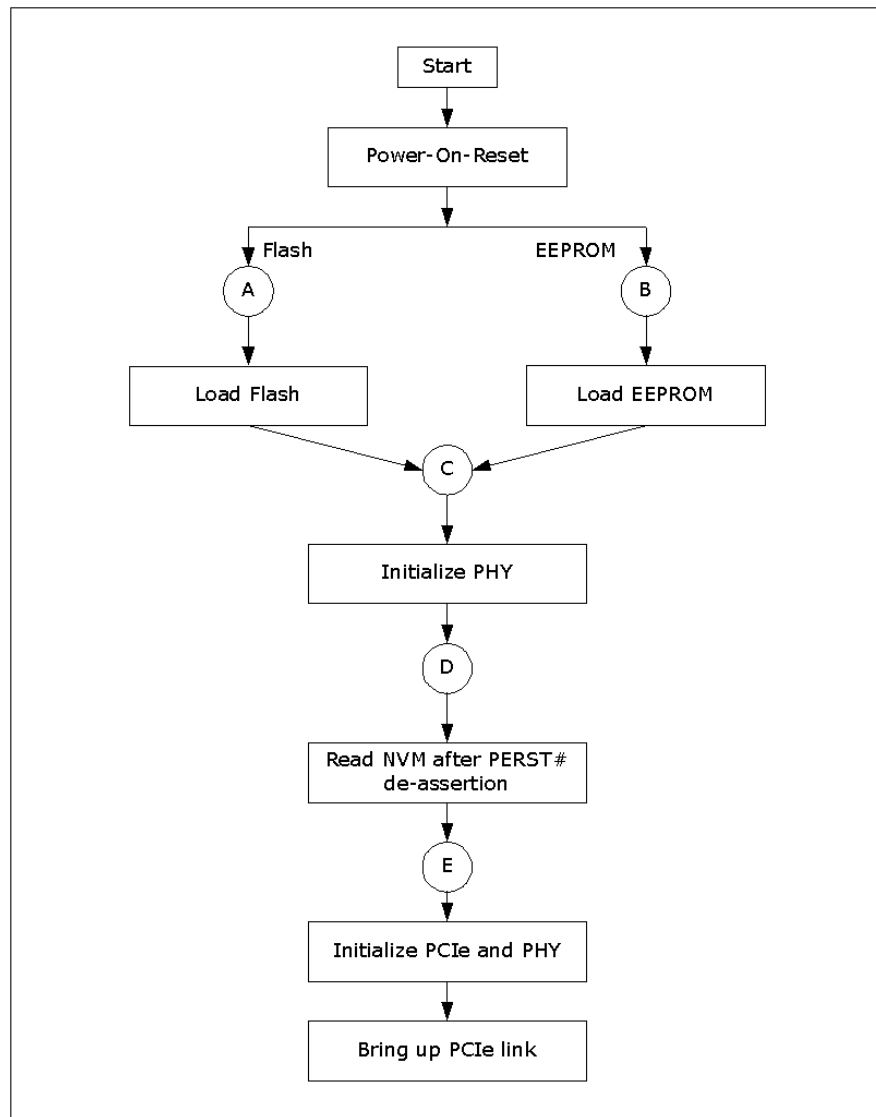 Start
Power-On-Reset
Flash
EEPROM
A
B
Load Flash
Load EEPROM
C
Initialize PHY
D
Read NVM after PERST#
de-assertion
E
Initialize PCIe and PHY
Bring up PCIe link